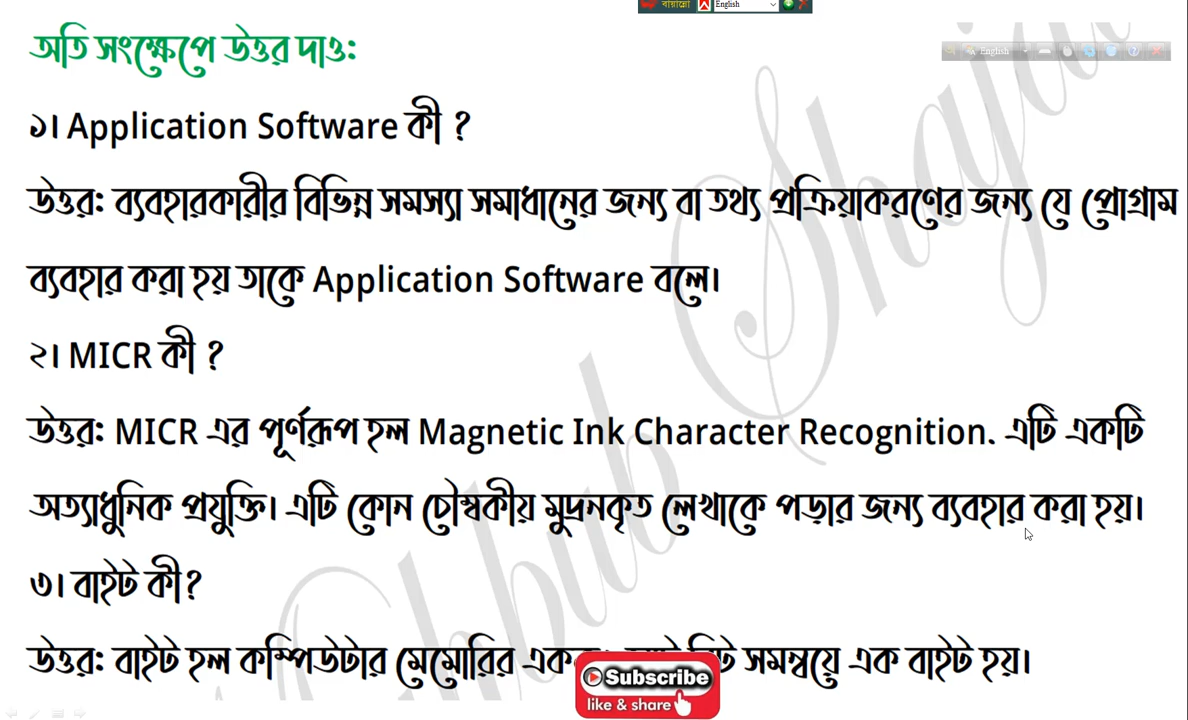 বায়ান্নো English
English
অতি সংক্ষেপে উত্তর দাও:
১। Application Software কী ?
উত্তর: ব্যবহারকারীর বিভিন্ন সমস্যা সমাধানের জন্য বা তথ্য প্রক্রিয়াকরণের জন্য যে প্রোগ্রাম
ব্যবহার করা হয় তাকে Application Software বলে।
২। MICR কী ?
উত্তর: MICR এর পূর্ণরূপ হল Magnetic Ink Character Recognition. এটি একটি
অত্যাধুনিক প্রযুক্তি। এটি কোন চৌম্বকীয় মুদ্রনকৃত লেখাকে পড়ার জন্য ব্যবহার করা হয়।
৩। বাইট কী?
উত্তর: বাইট হল কম্পিউটার মেমোরির সমন্বয়ে এক বাইট হয়।
Subscribe
like & share